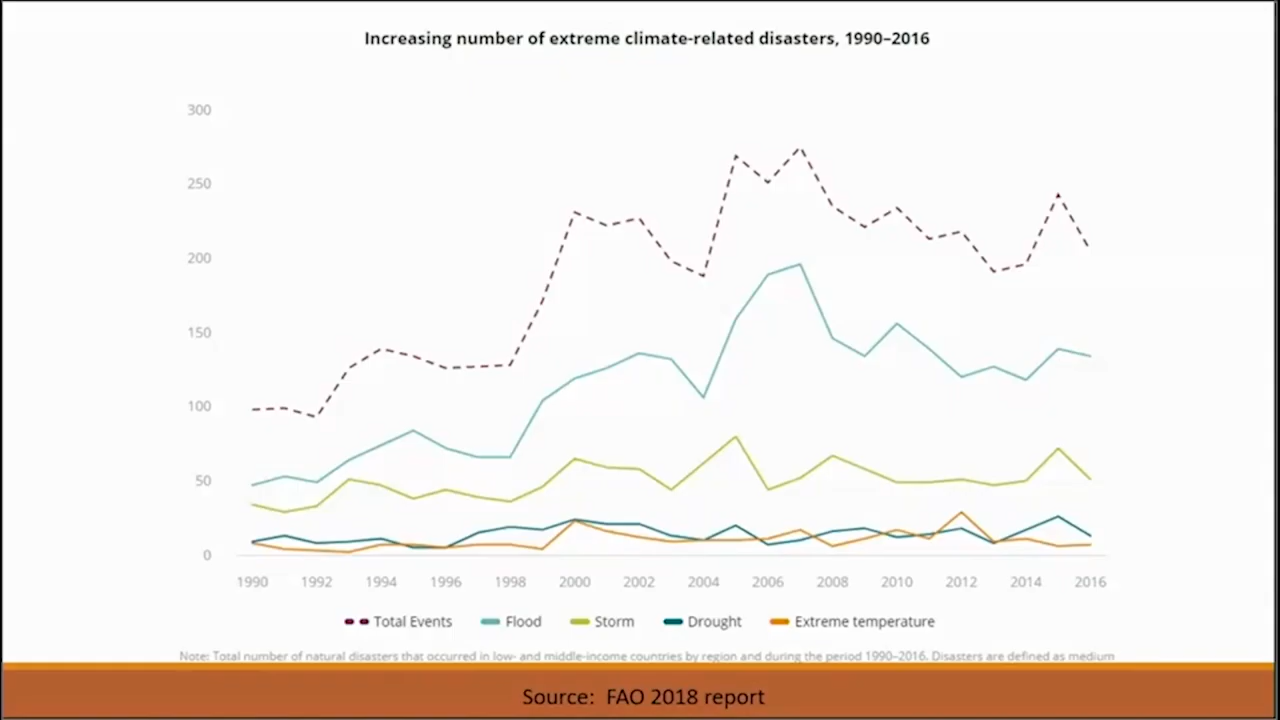 Increasing number of extreme climate-related disasters, 1990–2016
300
250
200
150
100
50
0
1990 1992 1994 1996 1998 2000 2002 2004 2006 2008 2010 2012 2014 2016
Total Events Flood Storm Drought Extreme temperature
Note: Total number of natural disasters that occurred in low- and middle-income countries by region and during the period 1990–2016. Disasters are defined as medium
Source: FAO 2018 report